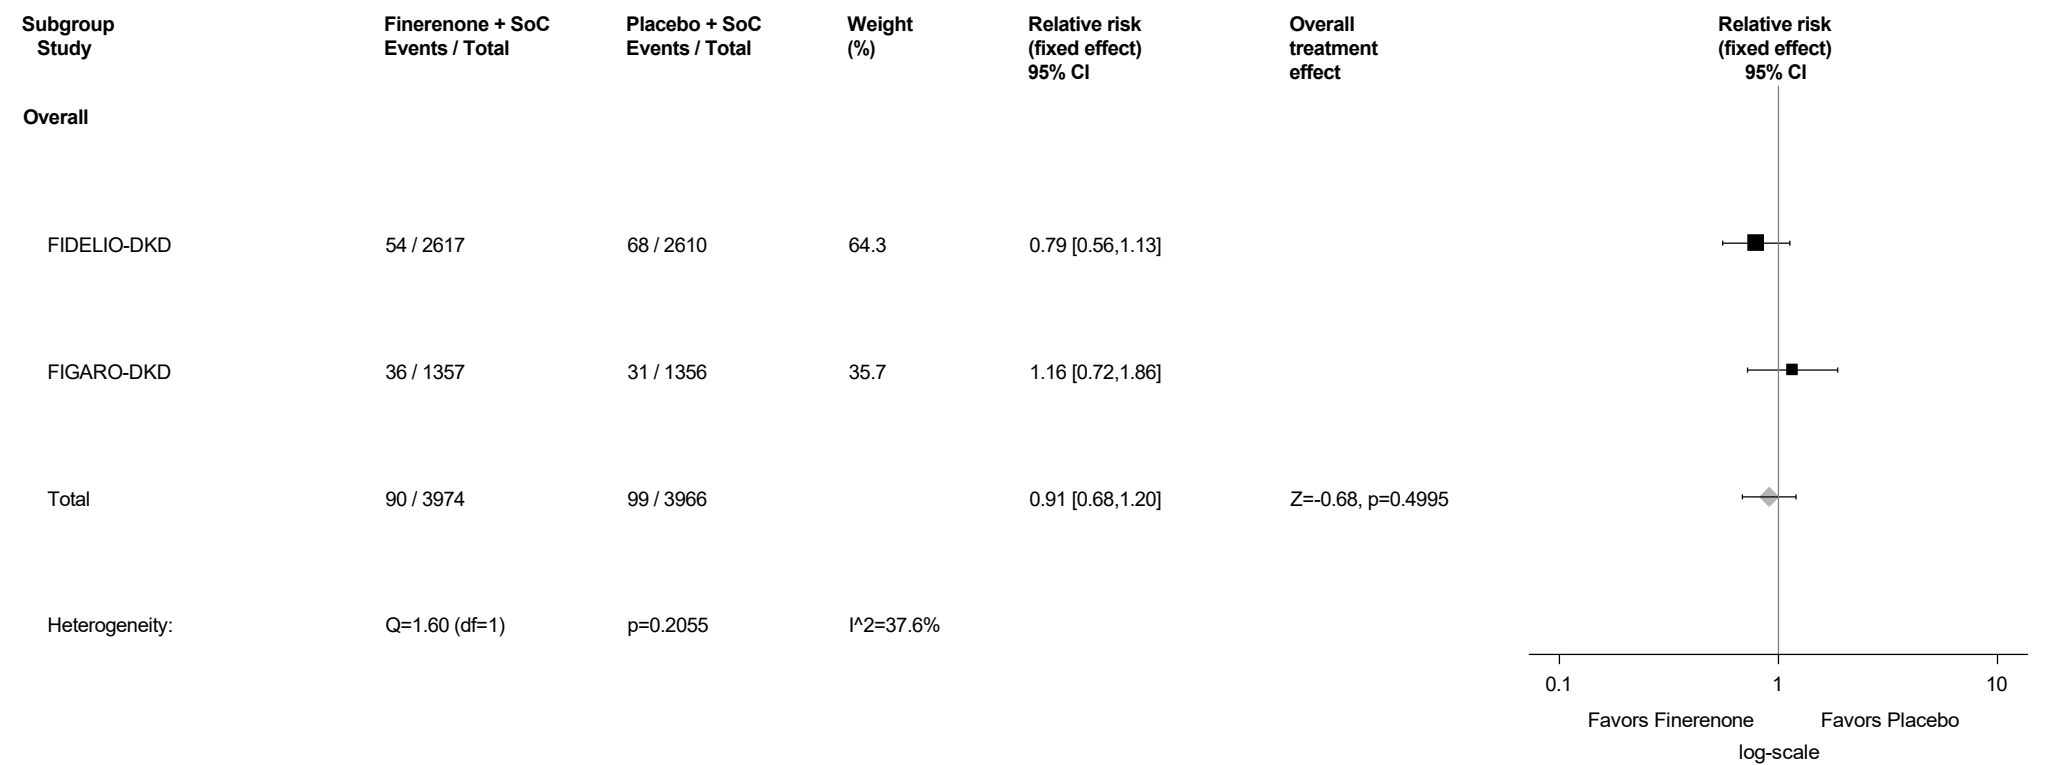 Subgroup Finerenone + SoC Placebo + SoC Weight Relative risk Overall Relative risk
Study Events / Total Events / Total (%) (fixed effect) treatment (fixed effect)
95% CI effect 95% CI
Overall
FIDELIO-DKD 54 / 2617 68 / 2610 64.3 0.79 [0.56,1.13]
FIGARO-DKD 36 / 1357 31 / 1356 35.7 1.16 [0.72,1.86]
Total 90 / 3974 99 / 3966 0.91 [0.68,1.20] Z=-0.68, p=0.4995
Heterogeneity: Q=1.60 (df=1) p=0.2055 I^2=37.6%
0.1 1 10
Favors Finerenone Favors Placebo
log-scale